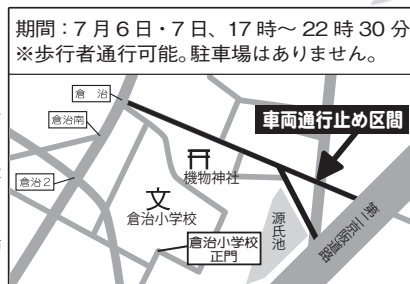 期間：7月6日・7日、17時～22時30分
※歩行者通行可能。駐車場はありません。
倉 治
倉治南
車両通行止め区間
倉治2
機物神社
文
倉治小学校
源氏池
第二京阪道路
倉治小学校
正門